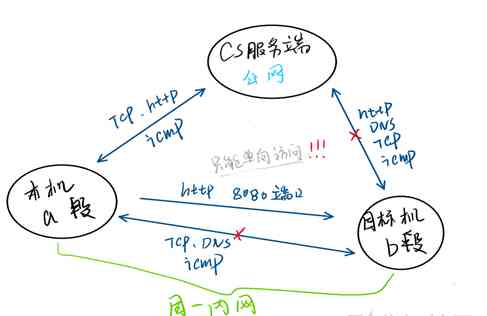 CS服务端
公网
TCP、http
icmp
http
DNS
TCP
icmp
只能单向访问!!!
本机
a段
http 8080端口
目标机
b段
TCP、DNS
icmp
同一内网